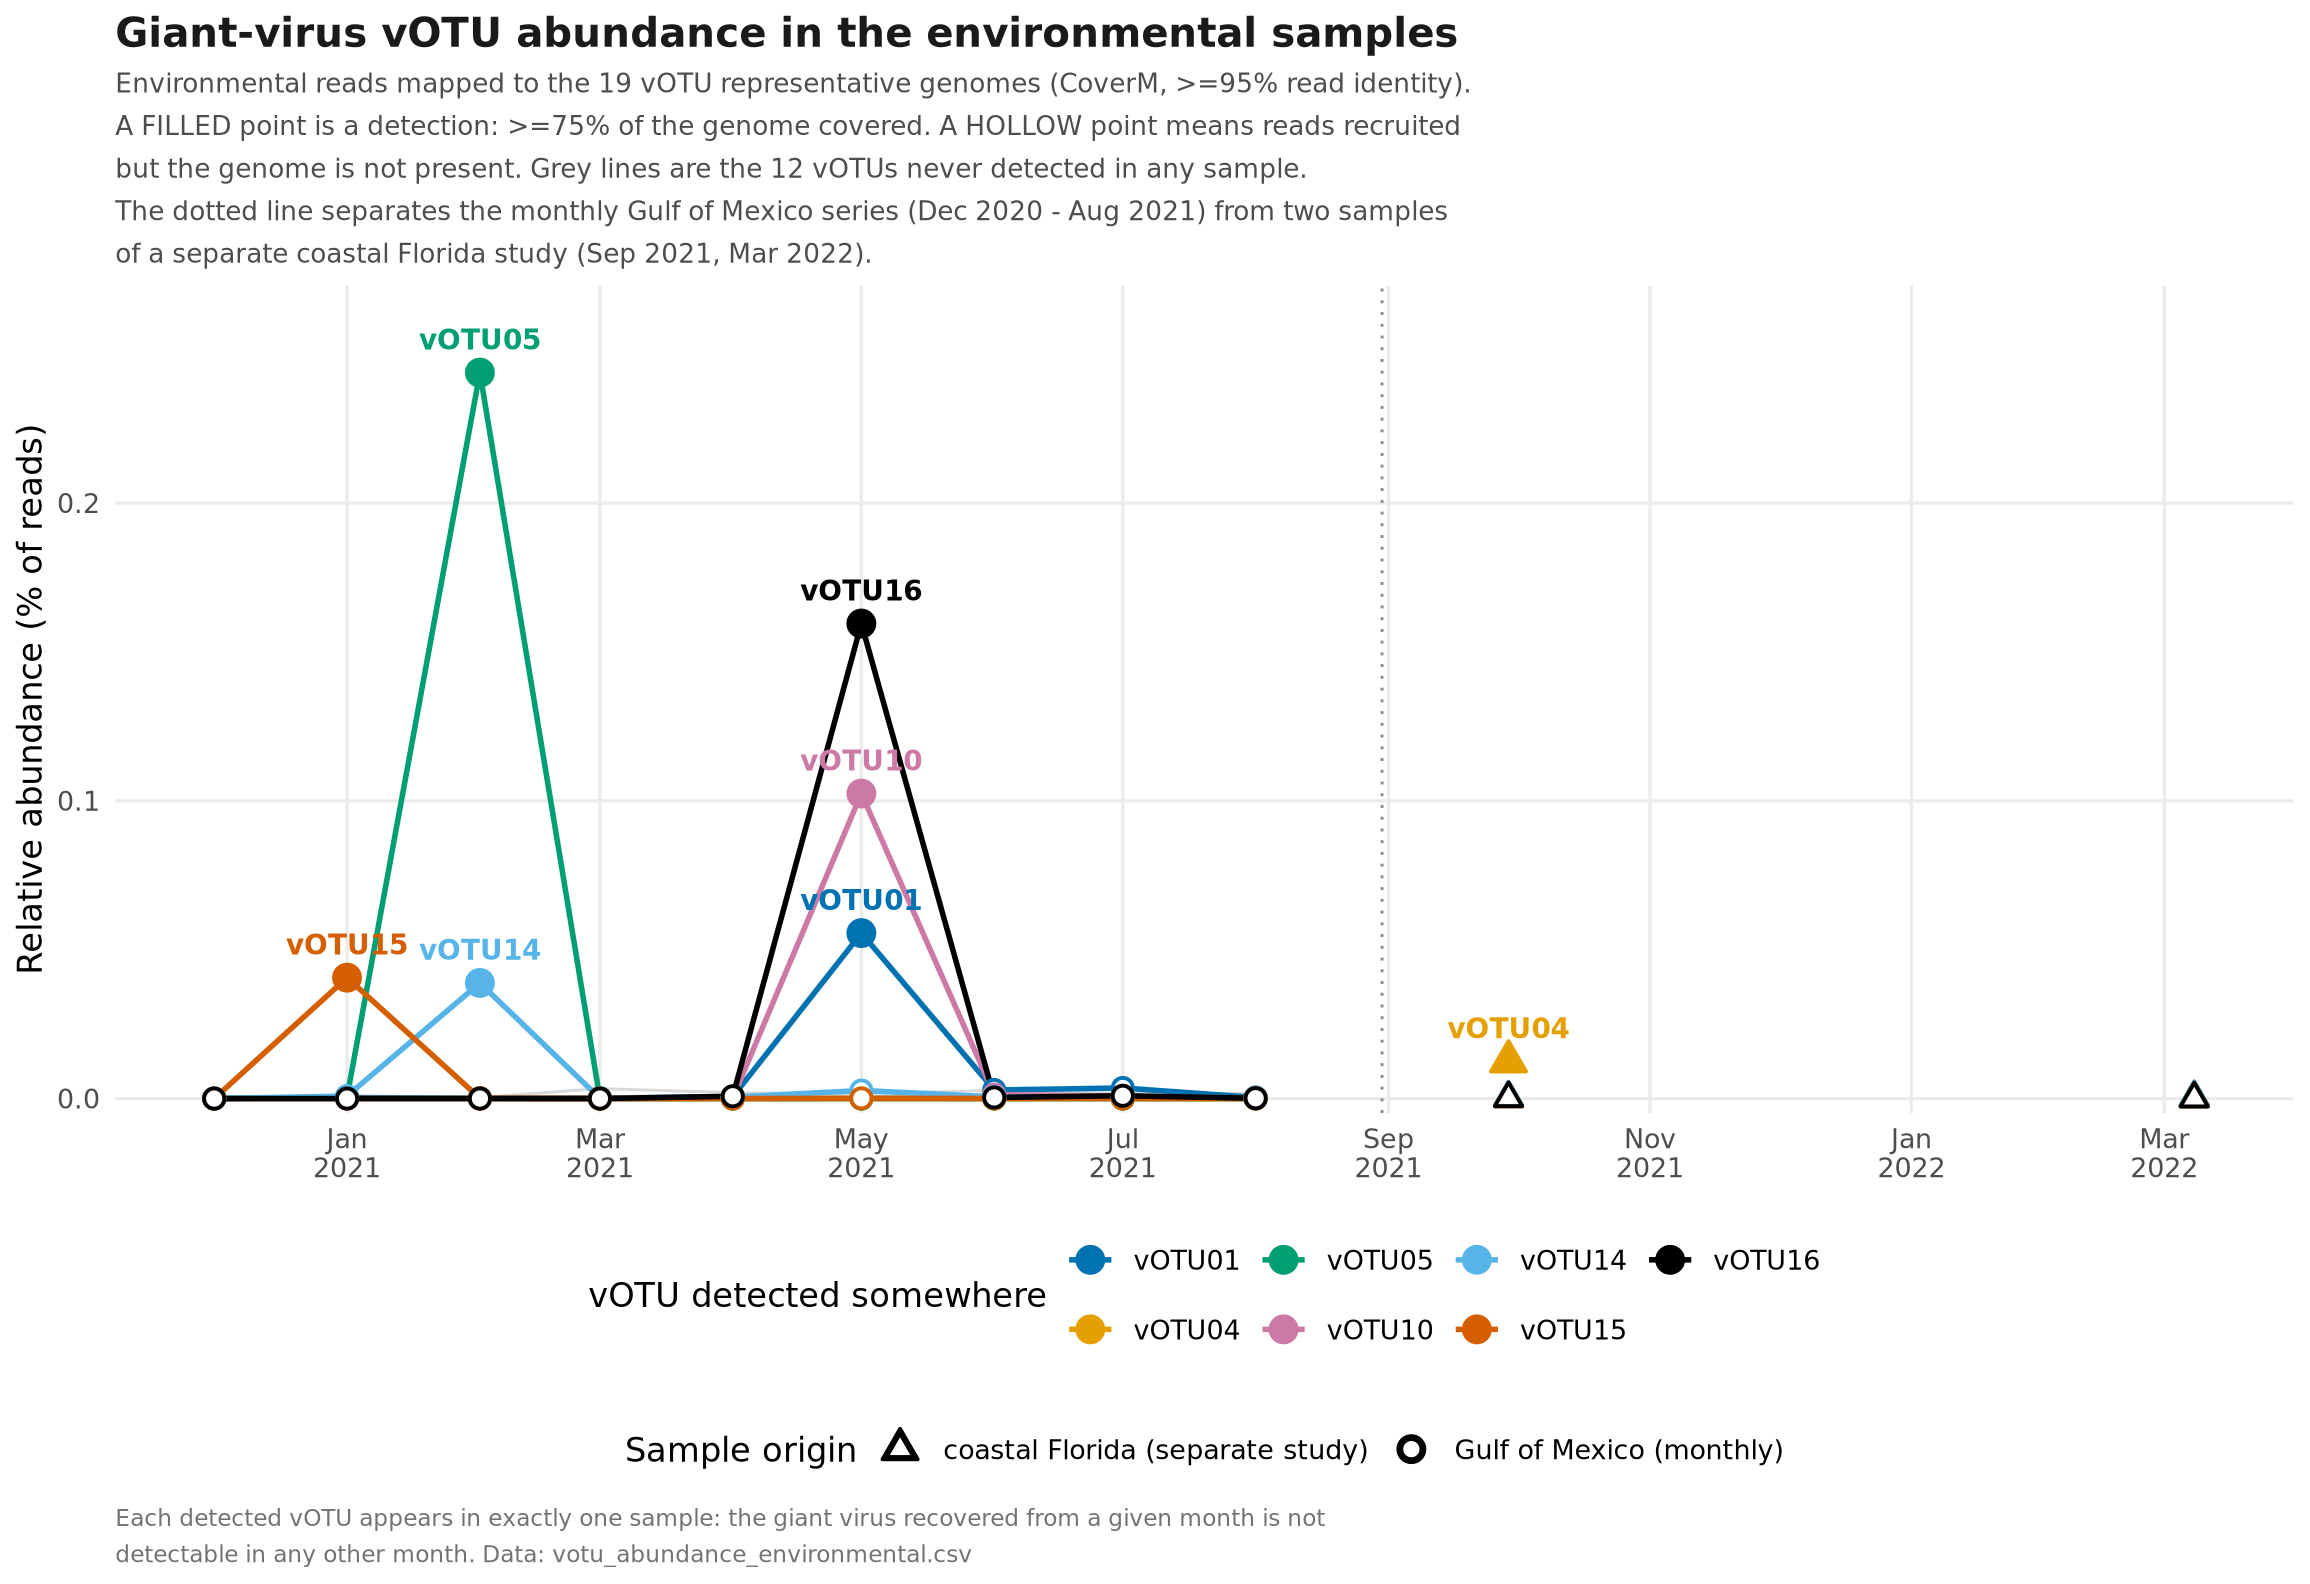 Giant-virus vOTU abundance in the environmental samples
Environmental reads mapped to the 19 vOTU representative genomes (CoverM, >=95% read identity).
A FILLED point is a detection: >=75% of the genome covered. A HOLLOW point means reads recruited
but the genome is not present. Grey lines are the 12 vOTUs never detected in any sample.
The dotted line separates the monthly Gulf of Mexico series (Dec 2020 - Aug 2021) from two samples
of a separate coastal Florida study (Sep 2021, Mar 2022).
Relative abundance (% of reads)
0.2
0.1
0.0
vOTU05
vOTU16
vOTU10
vOTU01
vOTU15
vOTU14
vOTU04
Jan
2021
Mar
2021
May
2021
Jul
2021
Sep
2021
Nov
2021
Jan
2022
Mar
2022
vOTU detected somewhere
vOTU01
vOTU05
vOTU14
vOTU16
vOTU04
vOTU10
vOTU15
Sample origin
coastal Florida (separate study)
Gulf of Mexico (monthly)
Each detected vOTU appears in exactly one sample: the giant virus recovered from a given month is not
detectable in any other month. Data: votu_abundance_environmental.csv